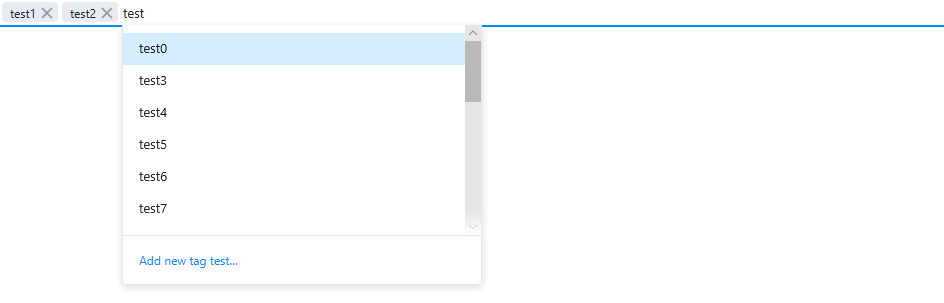 test1 test2 test
test0
test3
test4
test5
test6
test7
Add new tag test...